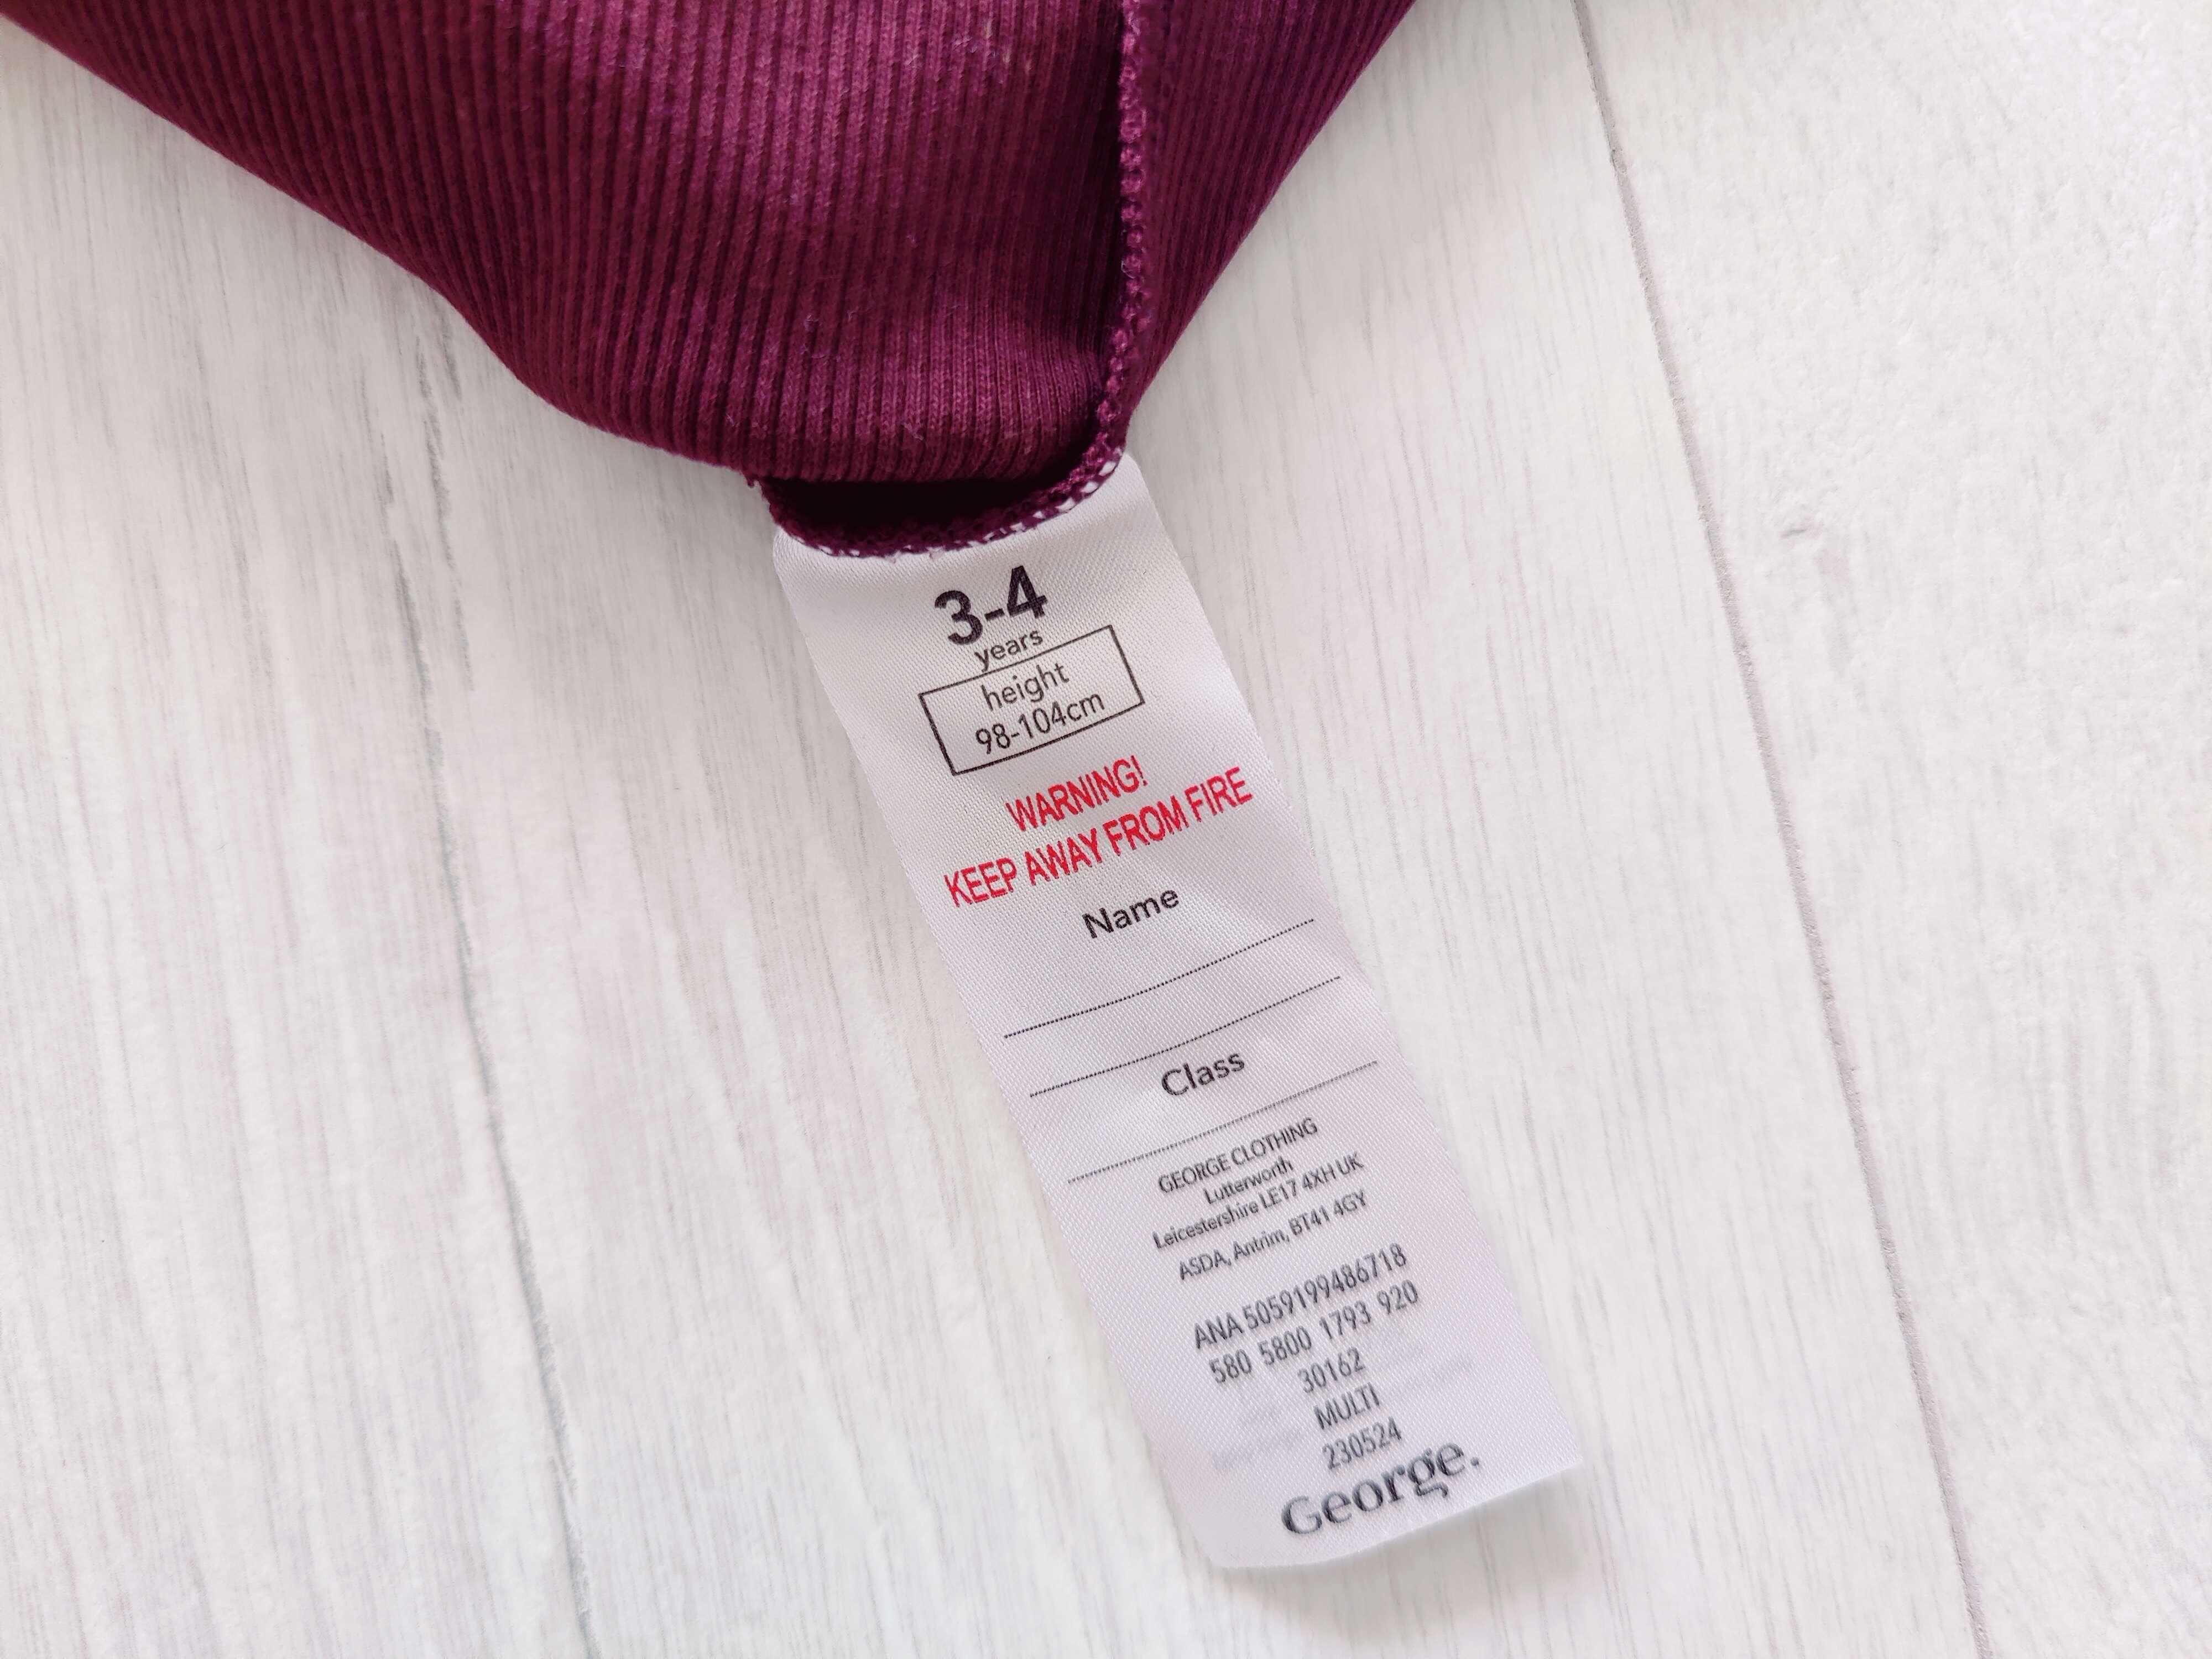 3-4
years
height
98-104cm
WARNING!
KEEP AWAY FROM FIRE
Name
Class
GEORGE CLOTHING
Lutterworth
Leicestershire LE17 4XH UK
ASDA, Antrim, BT41 4GY
ANA 5059199486718
580 5800 1793 920
30162
MULTI
230524
George.